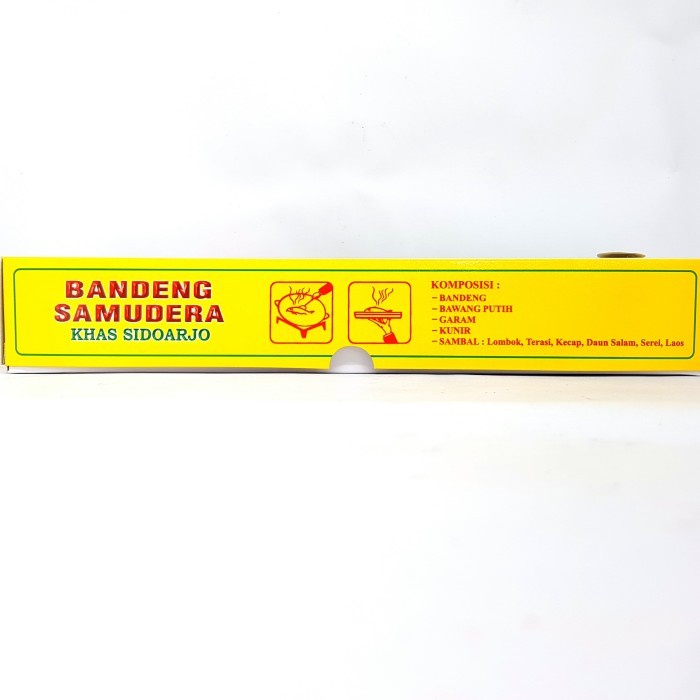 BANDENG
SAMUDERA
KHAS SIDOARJO
KOMPOSISI :
– BANDENG
– BAWANG PUTIH
– GARAM
– KUNIR
– SAMBAL : Lombok, Terasi, Kecap, Daun Salam, Serei, Laos